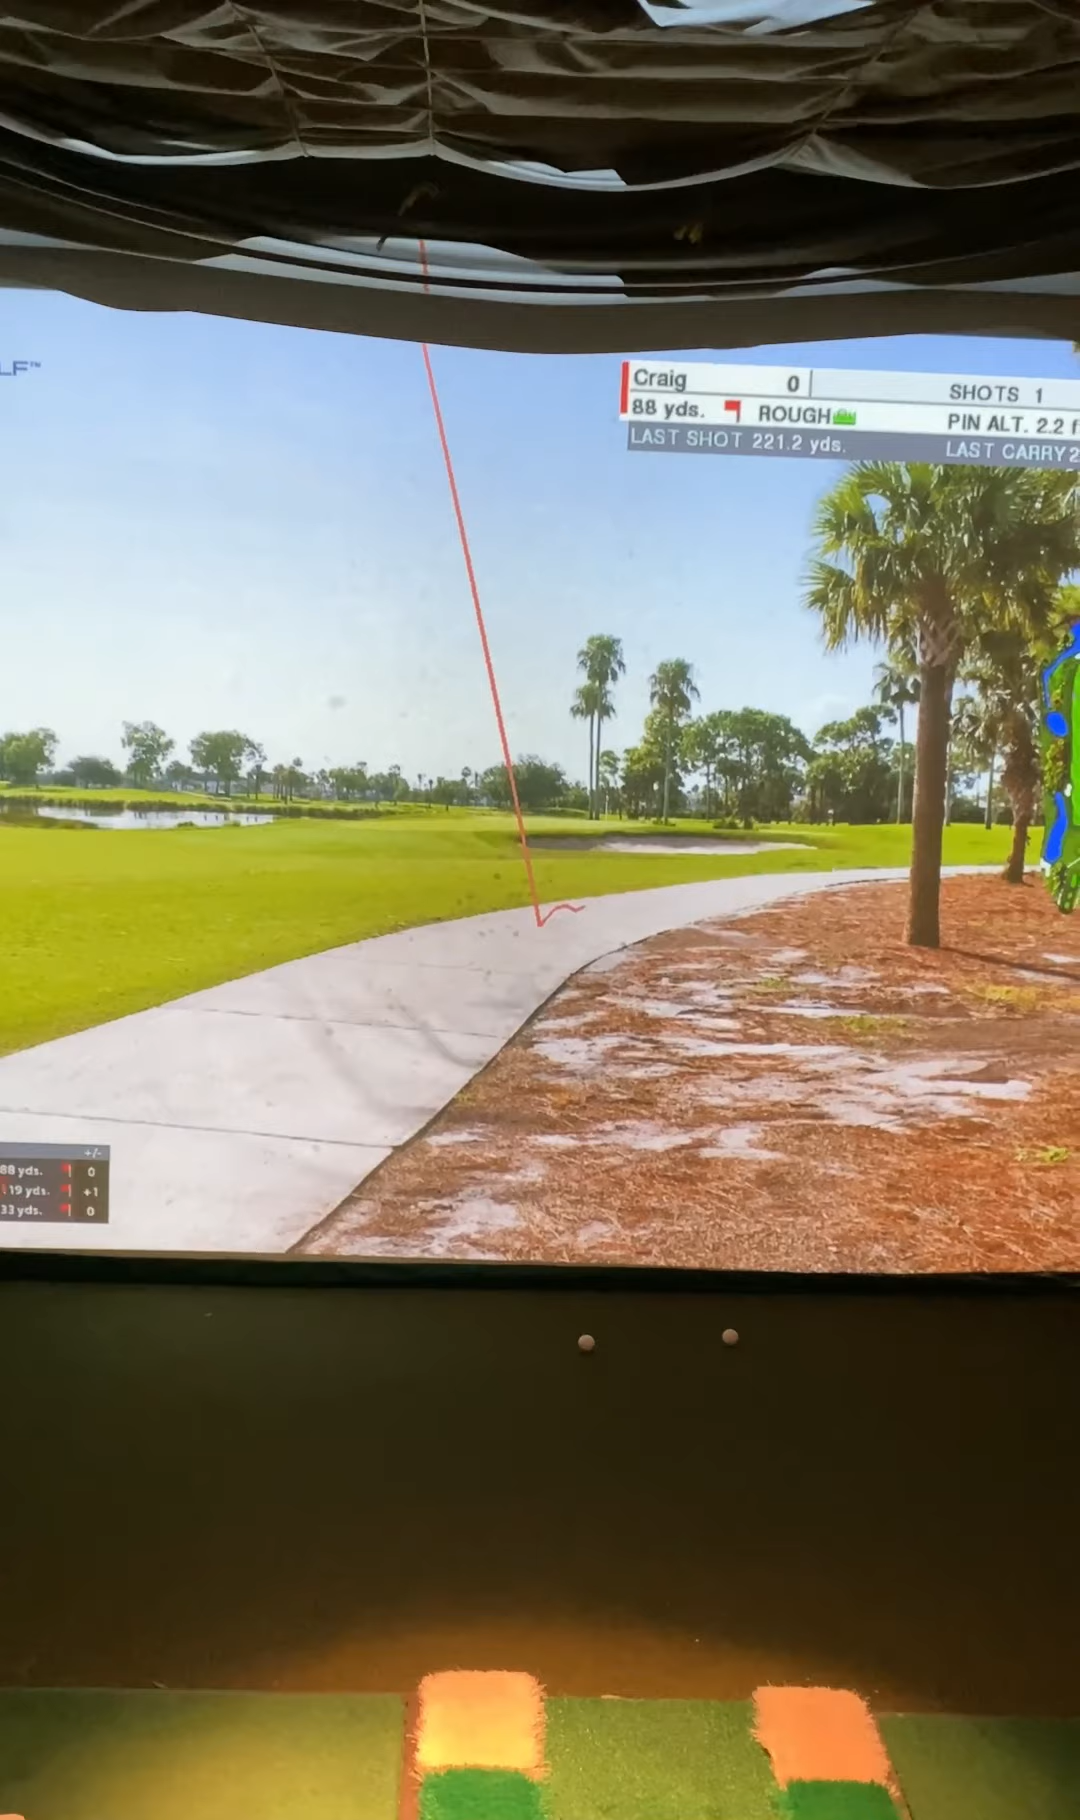 LF™
Craig 0 SHOTS 1
88 yds. ROUGH PIN ALT. 2.2 f
LAST SHOT 221.2 yds. LAST CARRY 2
+/-
88 yds. 0
19 yds. +1
33 yds. 0